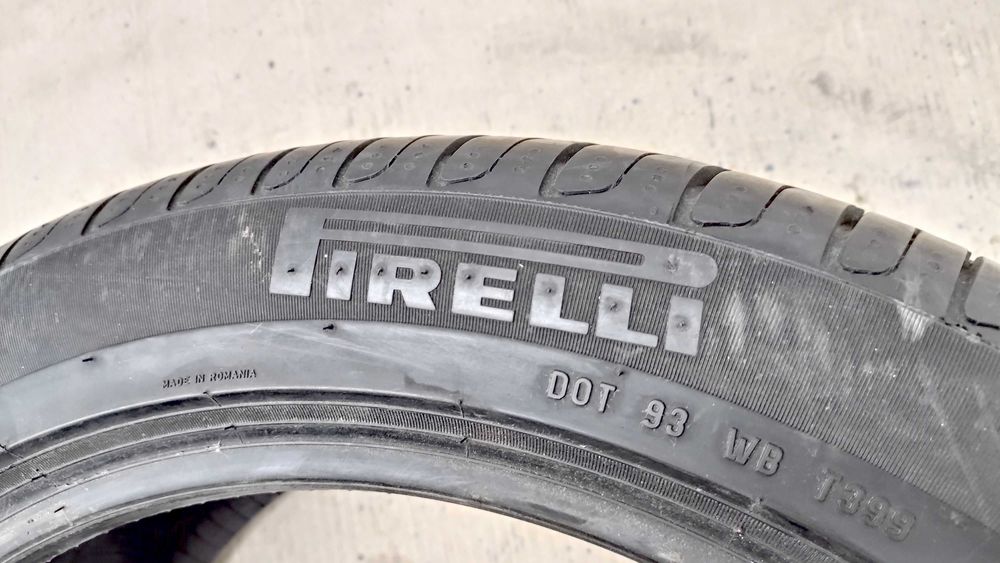 PIRELLI
MADE IN ROMANIA
DOT 93 WB T399